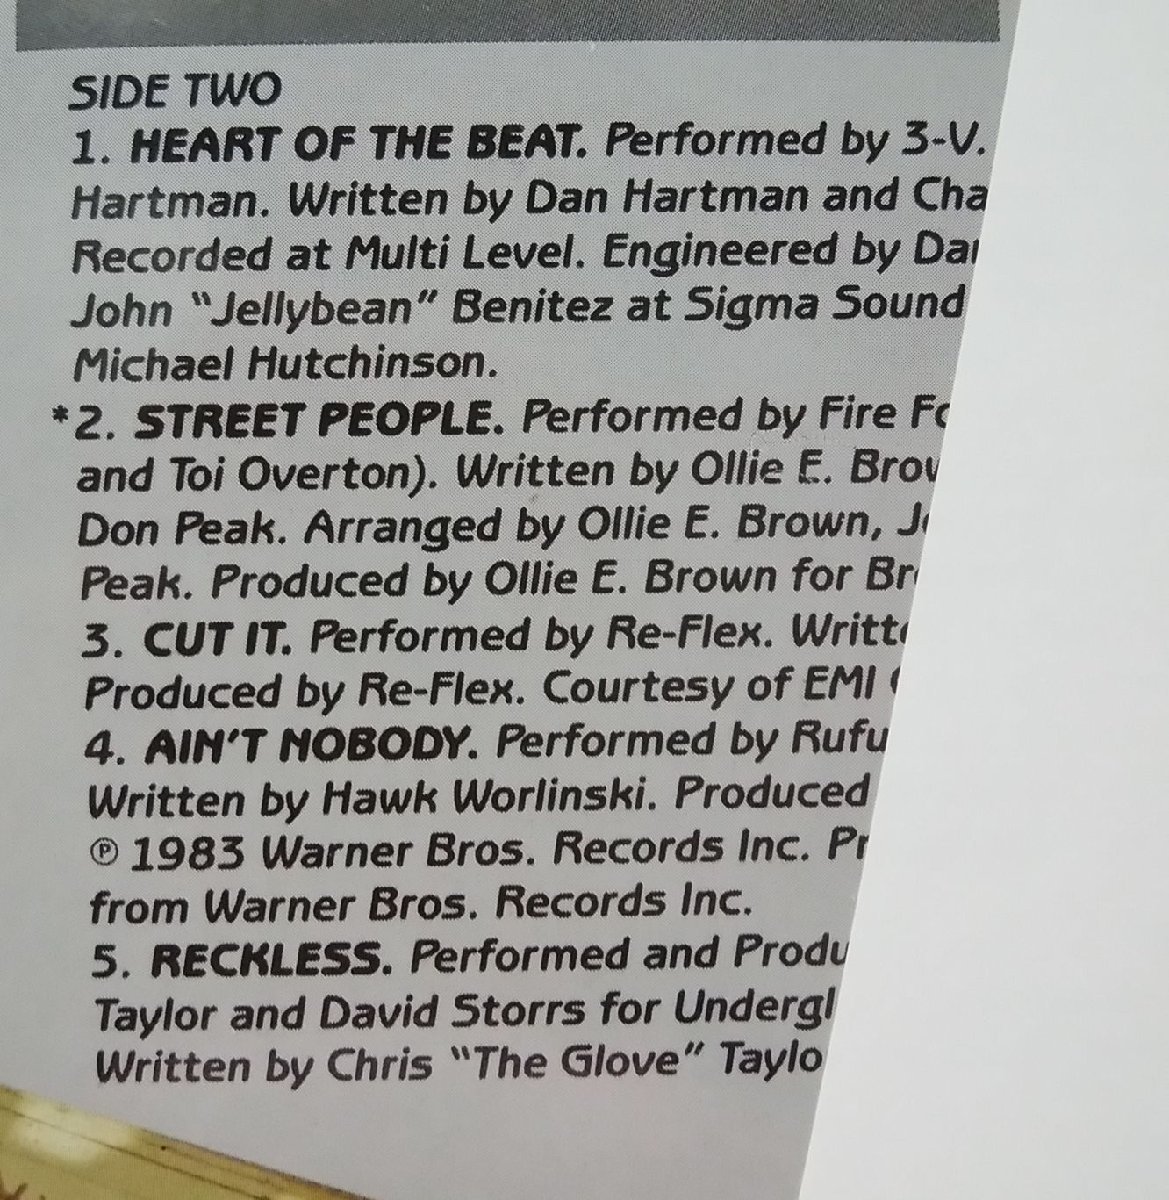 SIDE TWO
1. HEART OF THE BEAT. Performed by 3-V.
Hartman. Written by Dan Hartman and Cha
Recorded at Multi Level. Engineered by Da
John "Jellybean" Benitez at Sigma Sound
Michael Hutchinson.
*2. STREET PEOPLE. Performed by Fire Fo
and Toi Overton). Written by Ollie E. Brow
Don Peak. Arranged by Ollie E. Brown, J
Peak. Produced by Ollie E. Brown for Br
3. CUT IT. Performed by Re-Flex. Writt
Produced by Re-Flex. Courtesy of EMI
4. AIN'T NOBODY. Performed by Rufu
Written by Hawk Worlinski. Produced
℗ 1983 Warner Bros. Records Inc. Pr
from Warner Bros. Records Inc.
5. RECKLESS. Performed and Produ
Taylor and David Storrs for Undergl
Written by Chris "The Glove" Taylo